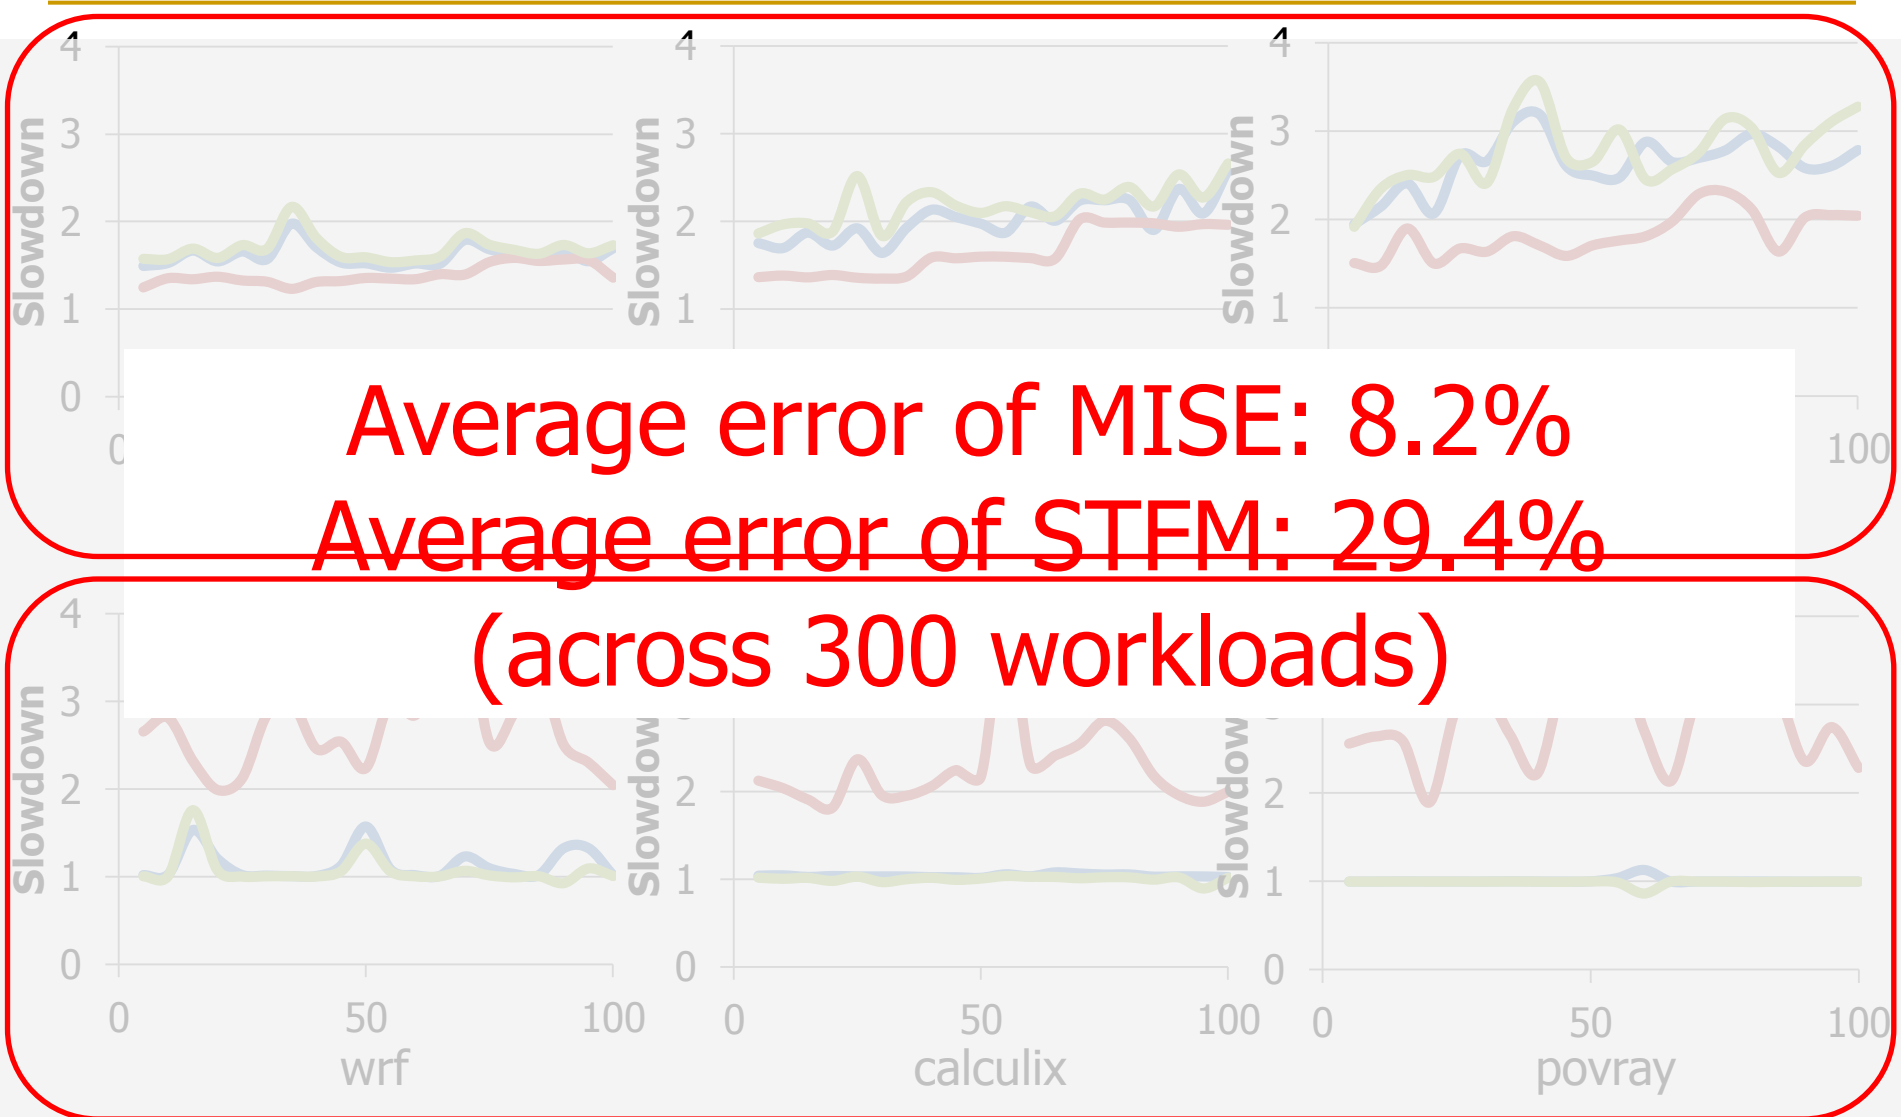 4 4 4
3 3 3
2 2 2
1 1 1
0
0 100
Slowdown Slowdown Slowdown
Average error of MISE: 8.2%
Average error of STFM: 29.4%
(across 300 workloads)
4
3
2 2 2
1 1 1
0 0 0
Slowdown Slowdown Slowdown
0 50 100 0 50 100 0 50 100
wrf calculix povray